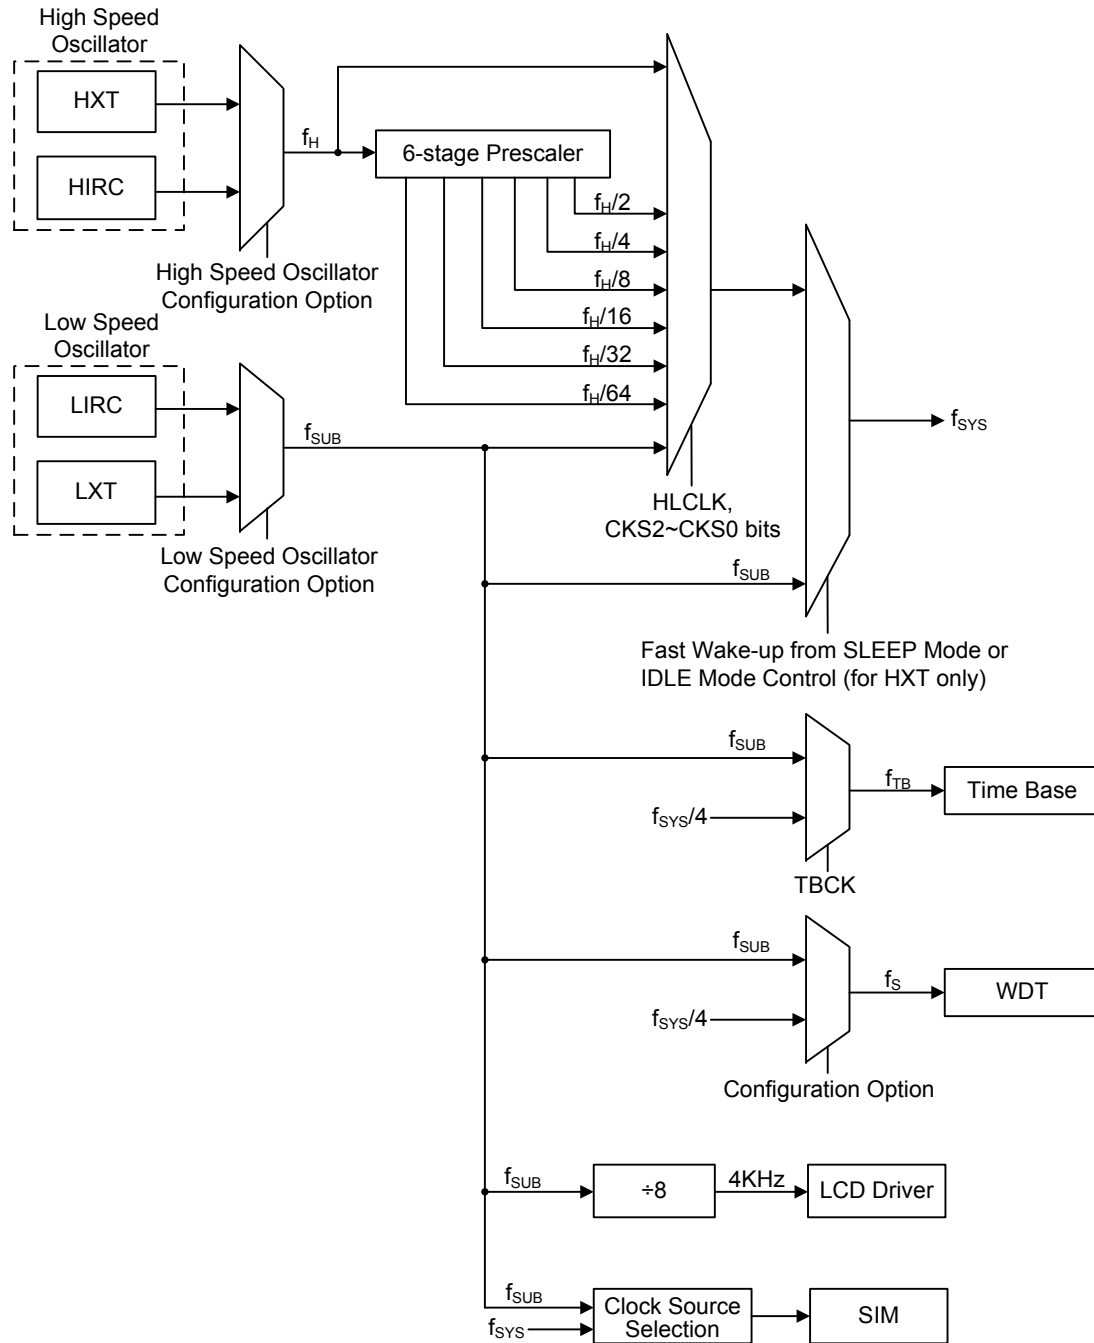 High Speed
Oscillator
HXT
HIRC
fH
6-stage Prescaler
fH/2
fH/4
fH/8
fH/16
fH/32
fH/64
High Speed Oscillator
Configuration Option
Low Speed
Oscillator
LIRC
LXT
fSUB
Low Speed Oscillator
Configuration Option
HLCLK,
CKS2~CKS0 bits
fSYS
fSUB
Fast Wake-up from SLEEP Mode or
IDLE Mode Control (for HXT only)
fSUB
fSYS/4
fTB
Time Base
TBCK
fSUB
fSYS/4
fS
WDT
Configuration Option
fSUB
÷8
4KHz
LCD Driver
fSUB
fSYS
Clock Source
Selection
SIM